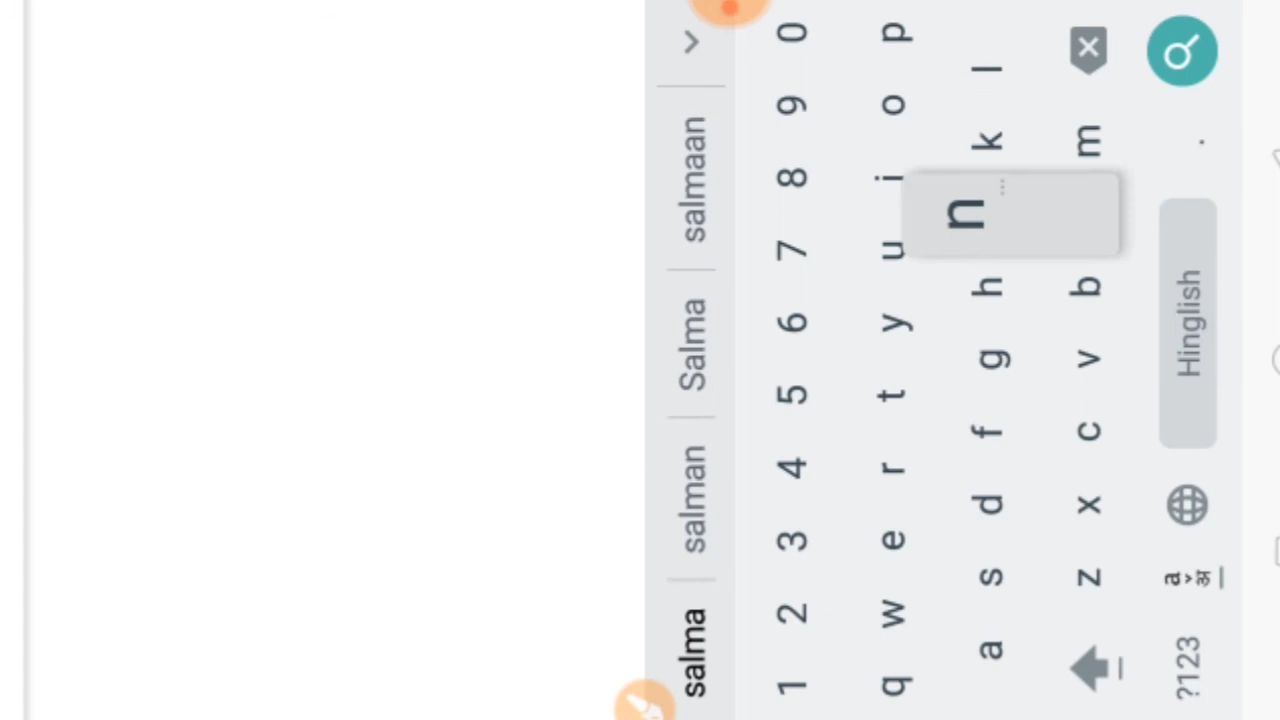 salma salman Salma salmaan
1 2 3 4 5 6 7 8 9 0
q w e r t y u i o p
a s d f g h k l
n
z x c v b m
?123 a अ Hinglish .